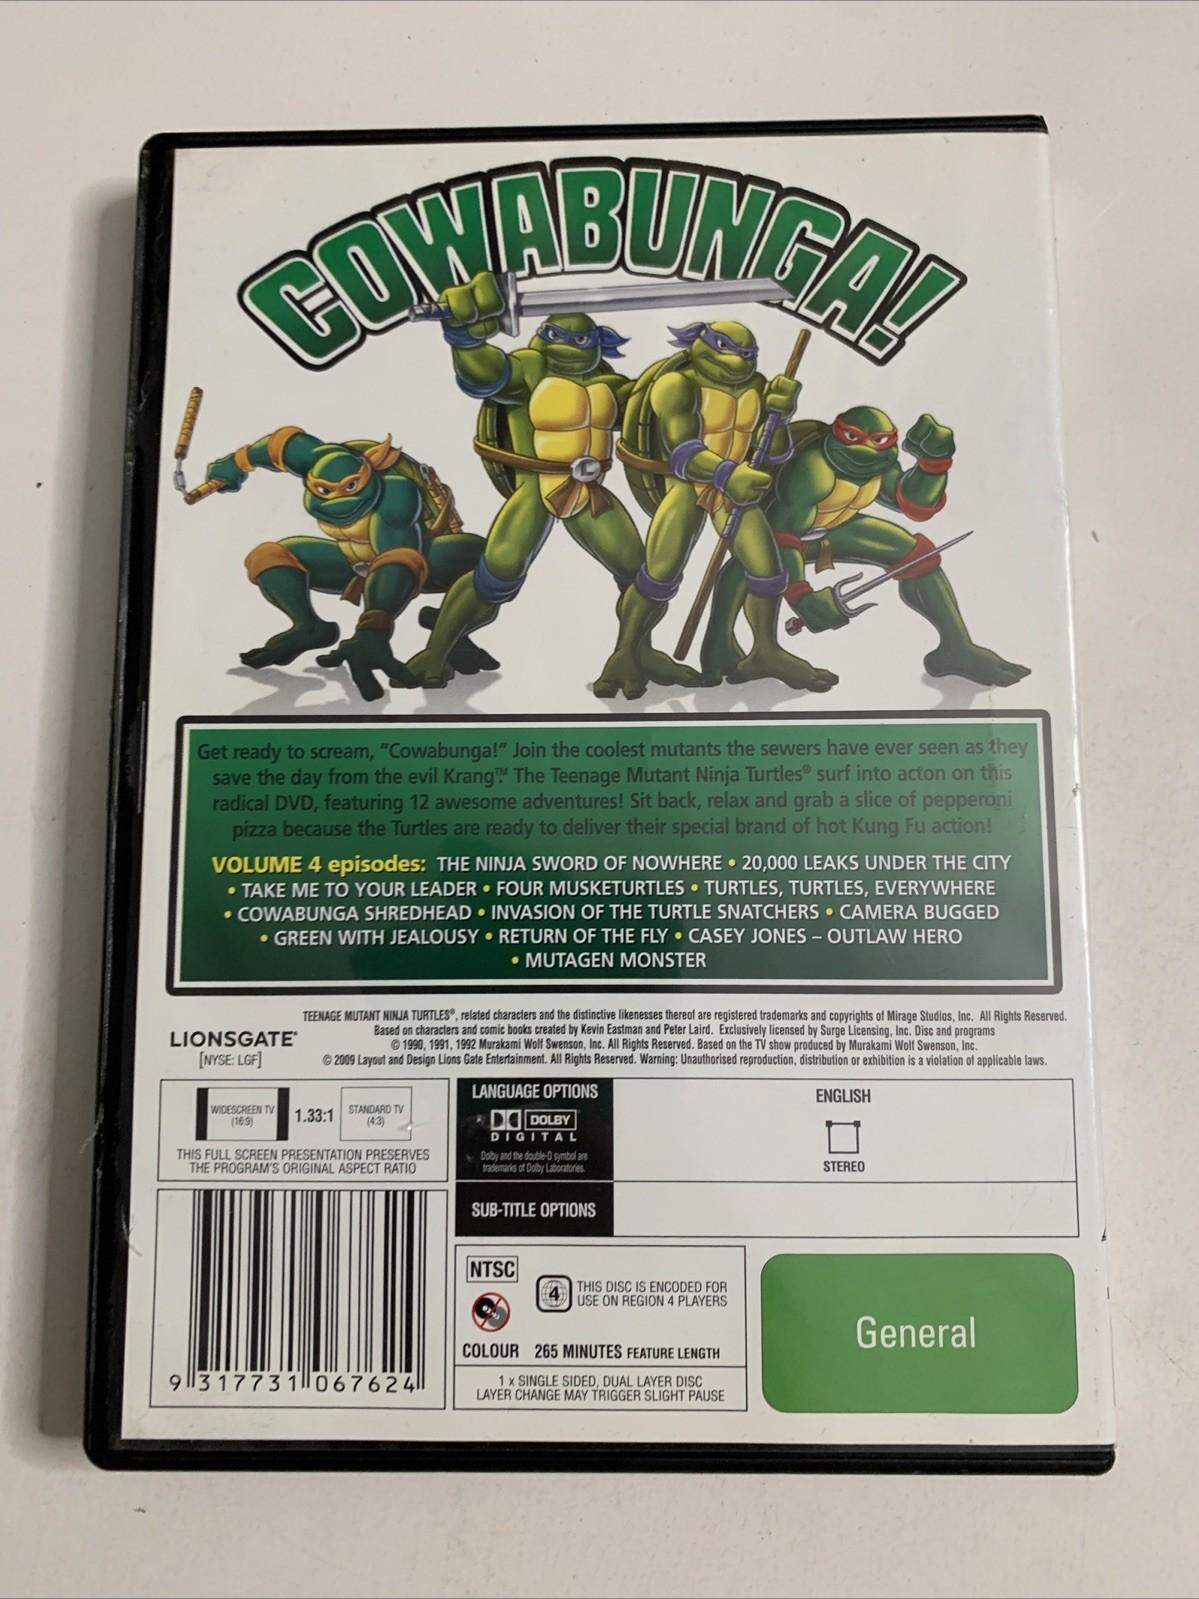 COWABUNGA!
Get ready to scream, “Cowabunga!” Join the coolest mutants the sewers have ever seen as they
save the day from the evil Krang™. The Teenage Mutant Ninja Turtles® surf into acton on this
radical DVD, featuring 12 awesome adventures! Sit back, relax and grab a slice of pepperoni
pizza because the Turtles are ready to deliver their special brand of hot Kung Fu action!
VOLUME 4 episodes: THE NINJA SWORD OF NOWHERE • 20,000 LEAKS UNDER THE CITY
• TAKE ME TO YOUR LEADER • FOUR MUSKETURTLES • TURTLES, TURTLES, EVERYWHERE
• COWABUNGA SHREDHEAD • INVASION OF THE TURTLE SNATCHERS • CAMERA BUGGED
• GREEN WITH JEALOUSY • RETURN OF THE FLY • CASEY JONES – OUTLAW HERO
• MUTAGEN MONSTER
LIONSGATE®
[NYSE: LGF]
TEENAGE MUTANT NINJA TURTLES®, related characters and the distinctive likenesses thereof are registered trademarks and copyrights of Mirage Studios, Inc. All Rights Reserved.
Based on characters and comic books created by Kevin Eastman and Peter Laird. Exclusively licensed by Surge Licensing, Inc. Disc and programs
© 1990, 1991, 1992 Murakami Wolf Swenson, Inc. All Rights Reserved. Based on the TV show produced by Murakami Wolf Swenson, Inc.
© 2009 Layout and Design Lions Gate Entertainment. All Rights Reserved. Warning: Unauthorised reproduction, distribution or exhibition is a violation of applicable laws.
WIDESCREEN TV
(16:9)
1.33:1
STANDARD TV
(4:3)
THIS FULL SCREEN PRESENTATION PRESERVES
THE PROGRAM'S ORIGINAL ASPECT RATIO
LANGUAGE OPTIONS
DOLBY
DIGITAL
Dolby and the double-D symbol are
trademarks of Dolby Laboratories.
ENGLISH
STEREO
SUB-TITLE OPTIONS
9 317731 067624
NTSC
4
THIS DISC IS ENCODED FOR
USE ON REGION 4 PLAYERS
COLOUR 265 MINUTES FEATURE LENGTH
1 x SINGLE SIDED, DUAL LAYER DISC
LAYER CHANGE MAY TRIGGER SLIGHT PAUSE
General